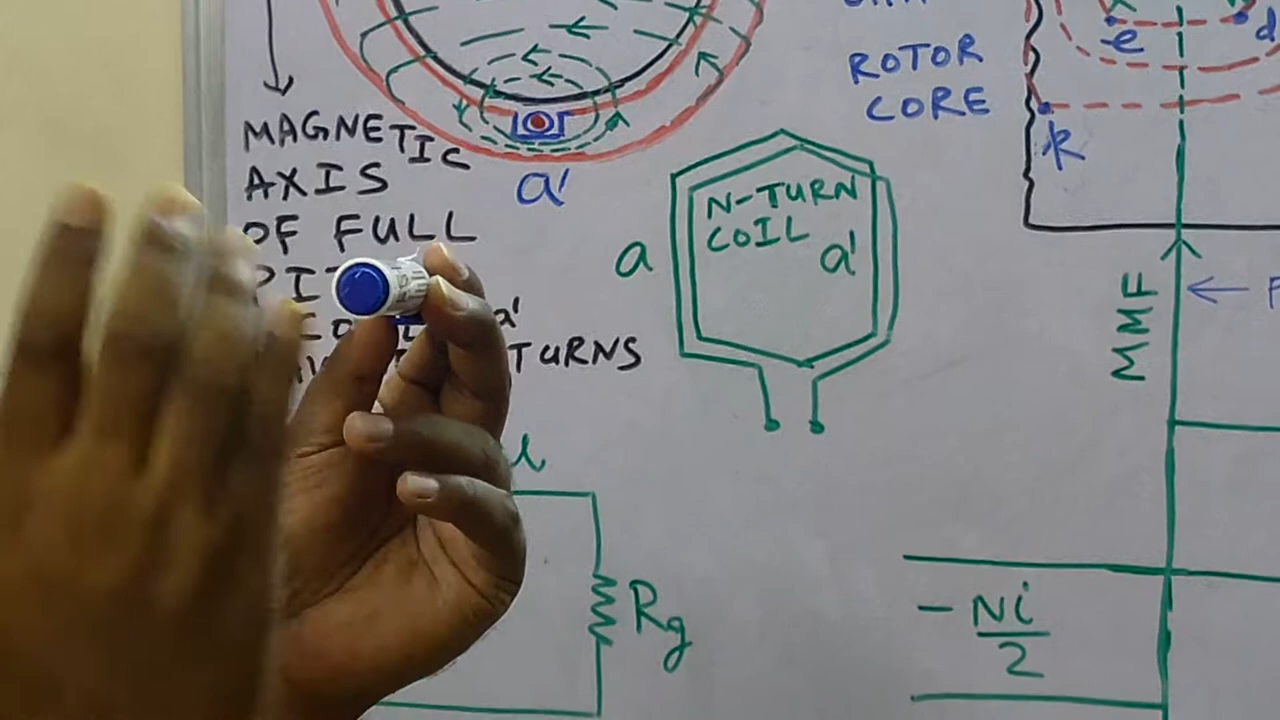 MAGNETIC
AXIS
OF FULL
a'
TURNS
a'
N-TURN
COIL
a
a'
l
Rg
ROTOR
CORE
e
d
k
MMF
- Ni/2